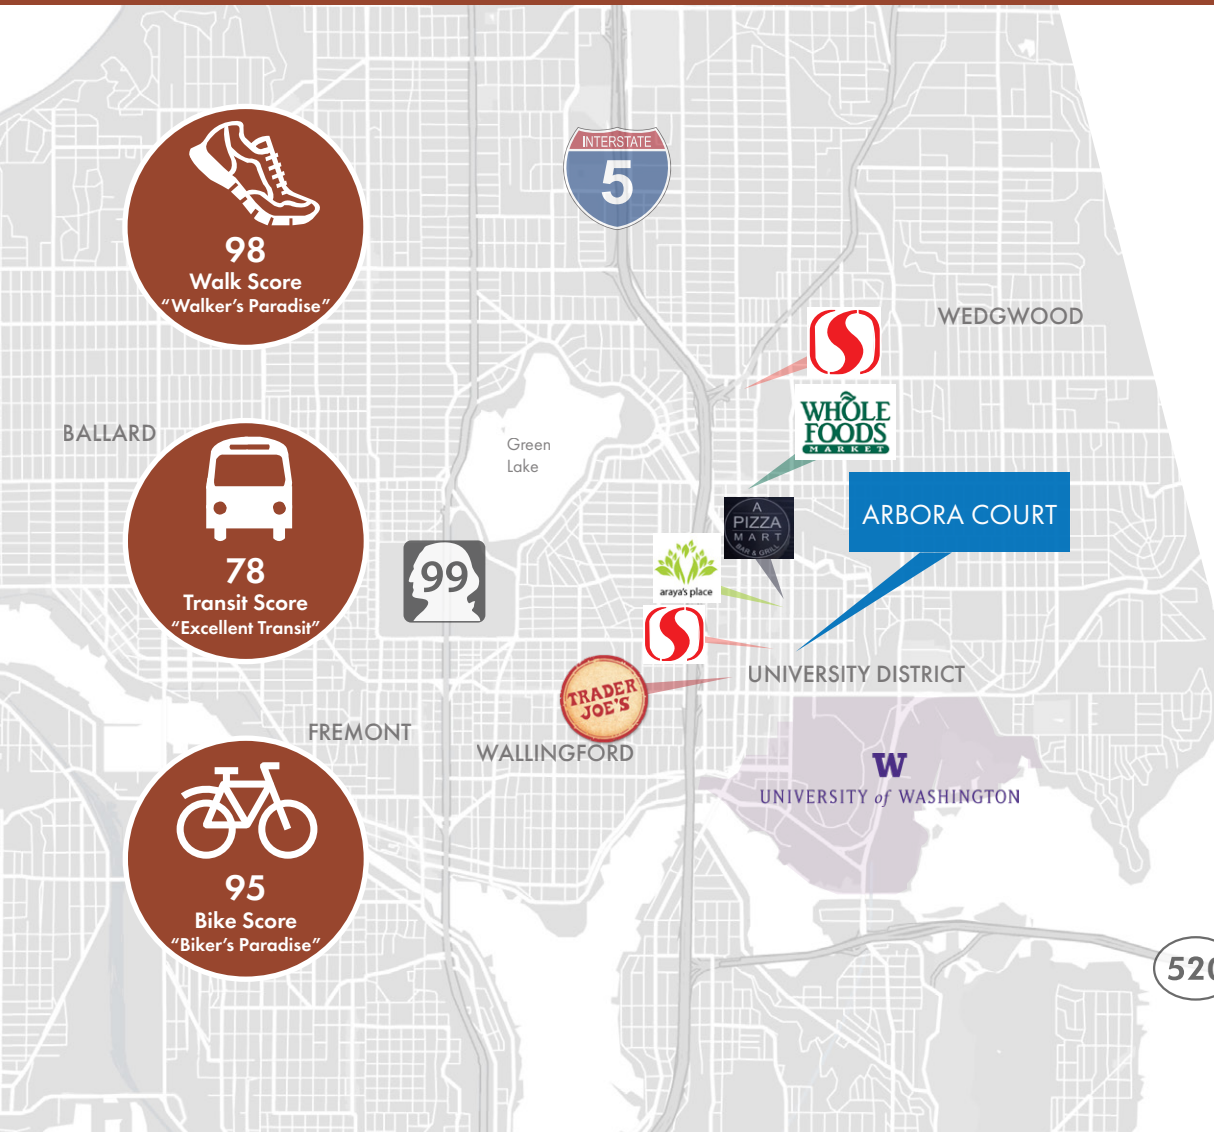 INTERSTATE
5
98
Walk Score
“Walker's Paradise”
WEDGWOOD
WHOLE
FOODS
MARKET
BALLARD
Green
Lake
A
PIZZA
MART
BAR & GRILL
ARBORA COURT
99
araya's place
78
Transit Score
“Excellent Transit”
TRADER
JOE'S
UNIVERSITY DISTRICT
FREMONT
WALLINGFORD
W
UNIVERSITY of WASHINGTON
95
Bike Score
“Biker's Paradise”
520